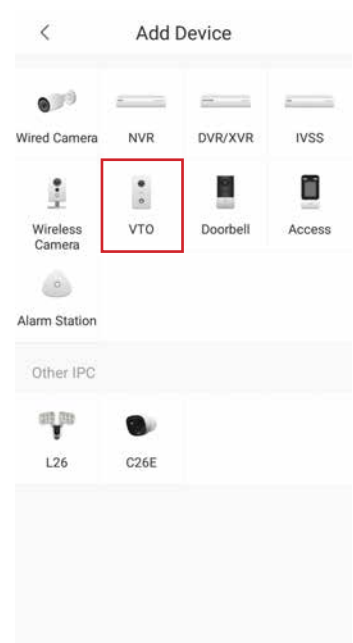 Add Device
Wired Camera NVR DVR/XVR IVSS
Wireless
Camera VTO Doorbell Access
Alarm Station
Other IPC
L26 C26E